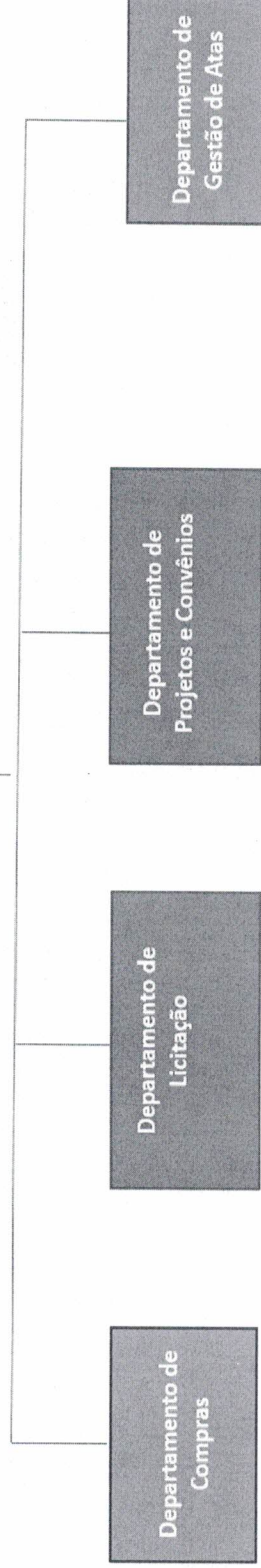 Departamento de
Compras
Departamento de
Licitação
Departamento de
Projetos e Convênios
Departamento de
Gestão de Atas